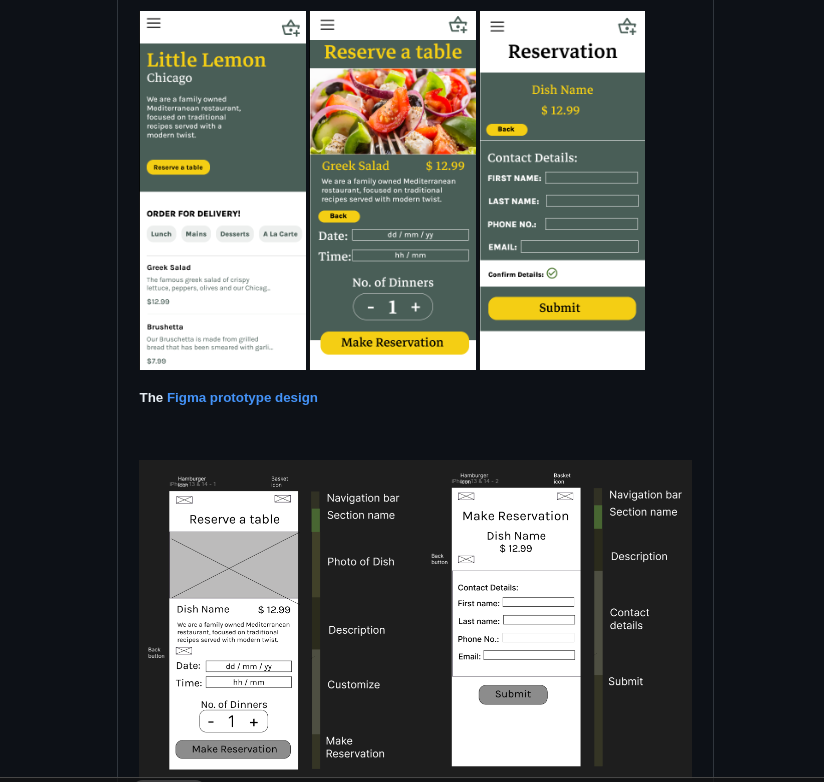 Little Lemon
Chicago
We are a family owned
Mediterranean restaurant,
focused on traditional
recipes served with a
modern twist.
Reserve a table
ORDER FOR DELIVERY!
Lunch Mains Desserts A La Carte
Greek Salad
The famous greek salad of crispy
lettuce, peppers, olives and our Chicag...
$12.99
Brushetta
Our Bruschetta is made from grilled
bread that has been smeared with garli...
$7.99
Reserve a table
Greek Salad $ 12.99
We are a family owned Mediterranean
restaurant, focused on traditional
recipes served with modern twist.
Back
Date: dd / mm / yy
Time: hh / mm
No. of Dinners
- 1 +
Make Reservation
Reservation
Dish Name
$ 12.99
Back
Contact Details:
FIRST NAME:
LAST NAME:
PHONE NO.:
EMAIL:
Confirm Details:
Submit
The Figma prototype design
Hamburger
icon
Basket
icon
Reserve a table
Dish Name $ 12.99
We are a family owned Mediterranean
restaurant, focused on traditional
recipes served with modern twist.
Back
button
Date: dd / mm / yy
Time: hh / mm
No. of Dinners
- 1 +
Make Reservation
Navigation bar
Section name
Photo of Dish
Description
Customize
Make
Reservation
Hamburger
icon
Basket
icon
Make Reservation
Dish Name
$ 12.99
Back
button
Contact Details:
First name:
Last name:
Phone No.:
Email:
Submit
Navigation bar
Section name
Description
Contact
details
Submit